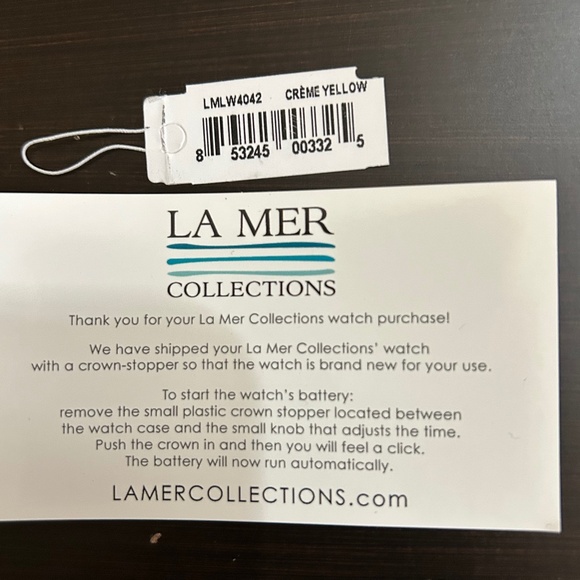 LMLW4042 CRÈME YELLOW
8 53245 00332 5
LA MER
COLLECTIONS
Thank you for your La Mer Collections watch purchase!
We have shipped your La Mer Collections' watch
with a crown-stopper so that the watch is brand new for your use.
To start the watch's battery:
remove the small plastic crown stopper located between
the watch case and the small knob that adjusts the time.
Push the crown in and then you will feel a click.
The battery will now run automatically.
LAMERCOLLECTIONS.com